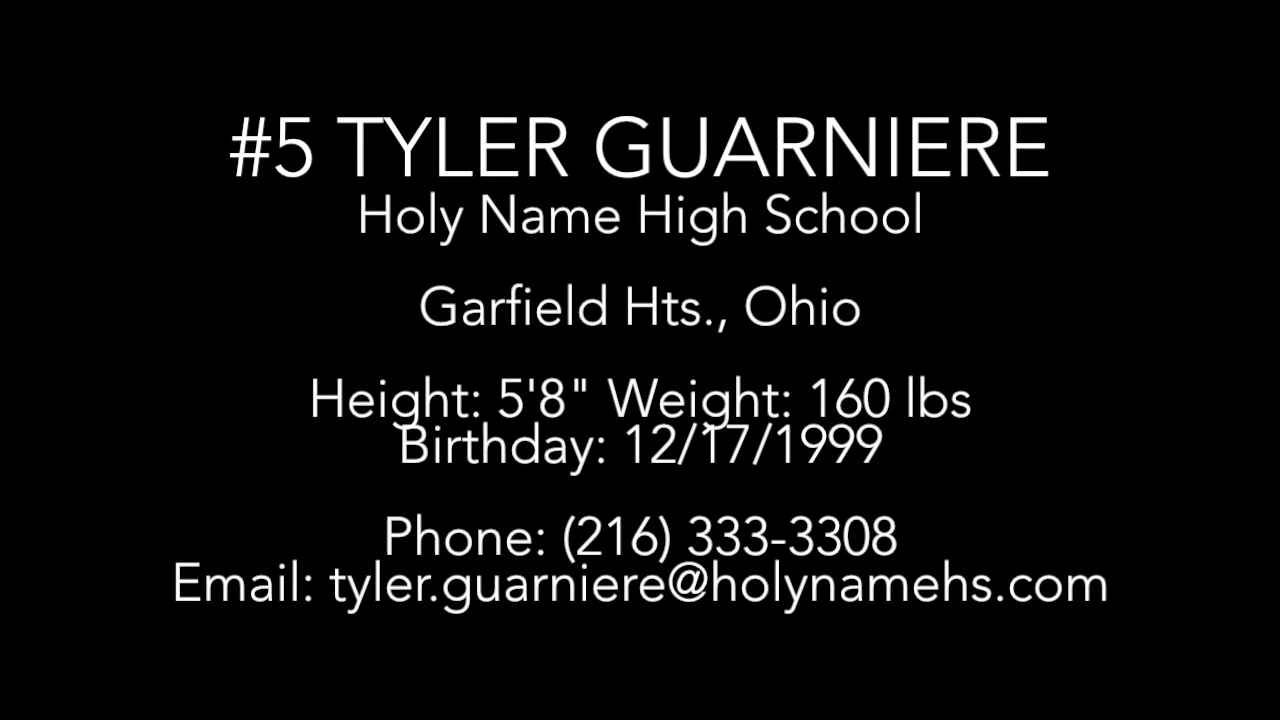 #5 TYLER GUARNIERE
Holy Name High School
Garfield Hts., Ohio
Height: 5'8" Weight: 160 lbs
Birthday: 12/17/1999
Phone: (216) 333-3308
Email: tyler.guarniere@holynamehs.com